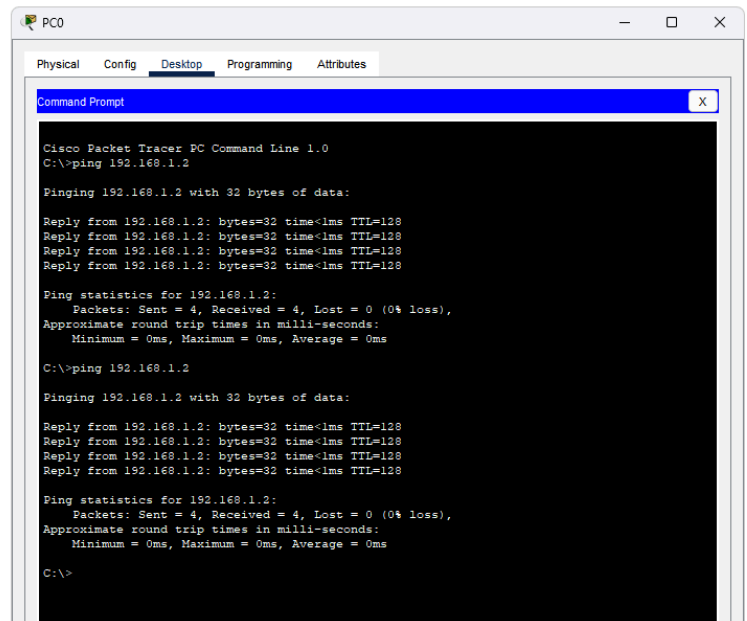 PC0
Physical Config Desktop Programming Attributes
Command Prompt
X
Cisco Packet Tracer PC Command Line 1.0
C:\>ping 192.168.1.2
Pinging 192.168.1.2 with 32 bytes of data:
Reply from 192.168.1.2: bytes=32 time<1ms TTL=128
Reply from 192.168.1.2: bytes=32 time<1ms TTL=128
Reply from 192.168.1.2: bytes=32 time<1ms TTL=128
Reply from 192.168.1.2: bytes=32 time<1ms TTL=128
Ping statistics for 192.168.1.2:
Packets: Sent = 4, Received = 4, Lost = 0 (0% loss),
Approximate round trip times in milli-seconds:
Minimum = 0ms, Maximum = 0ms, Average = 0ms
C:\>ping 192.168.1.2
Pinging 192.168.1.2 with 32 bytes of data:
Reply from 192.168.1.2: bytes=32 time<1ms TTL=128
Reply from 192.168.1.2: bytes=32 time<1ms TTL=128
Reply from 192.168.1.2: bytes=32 time<1ms TTL=128
Reply from 192.168.1.2: bytes=32 time<1ms TTL=128
Ping statistics for 192.168.1.2:
Packets: Sent = 4, Received = 4, Lost = 0 (0% loss),
Approximate round trip times in milli-seconds:
Minimum = 0ms, Maximum = 0ms, Average = 0ms
C:\>